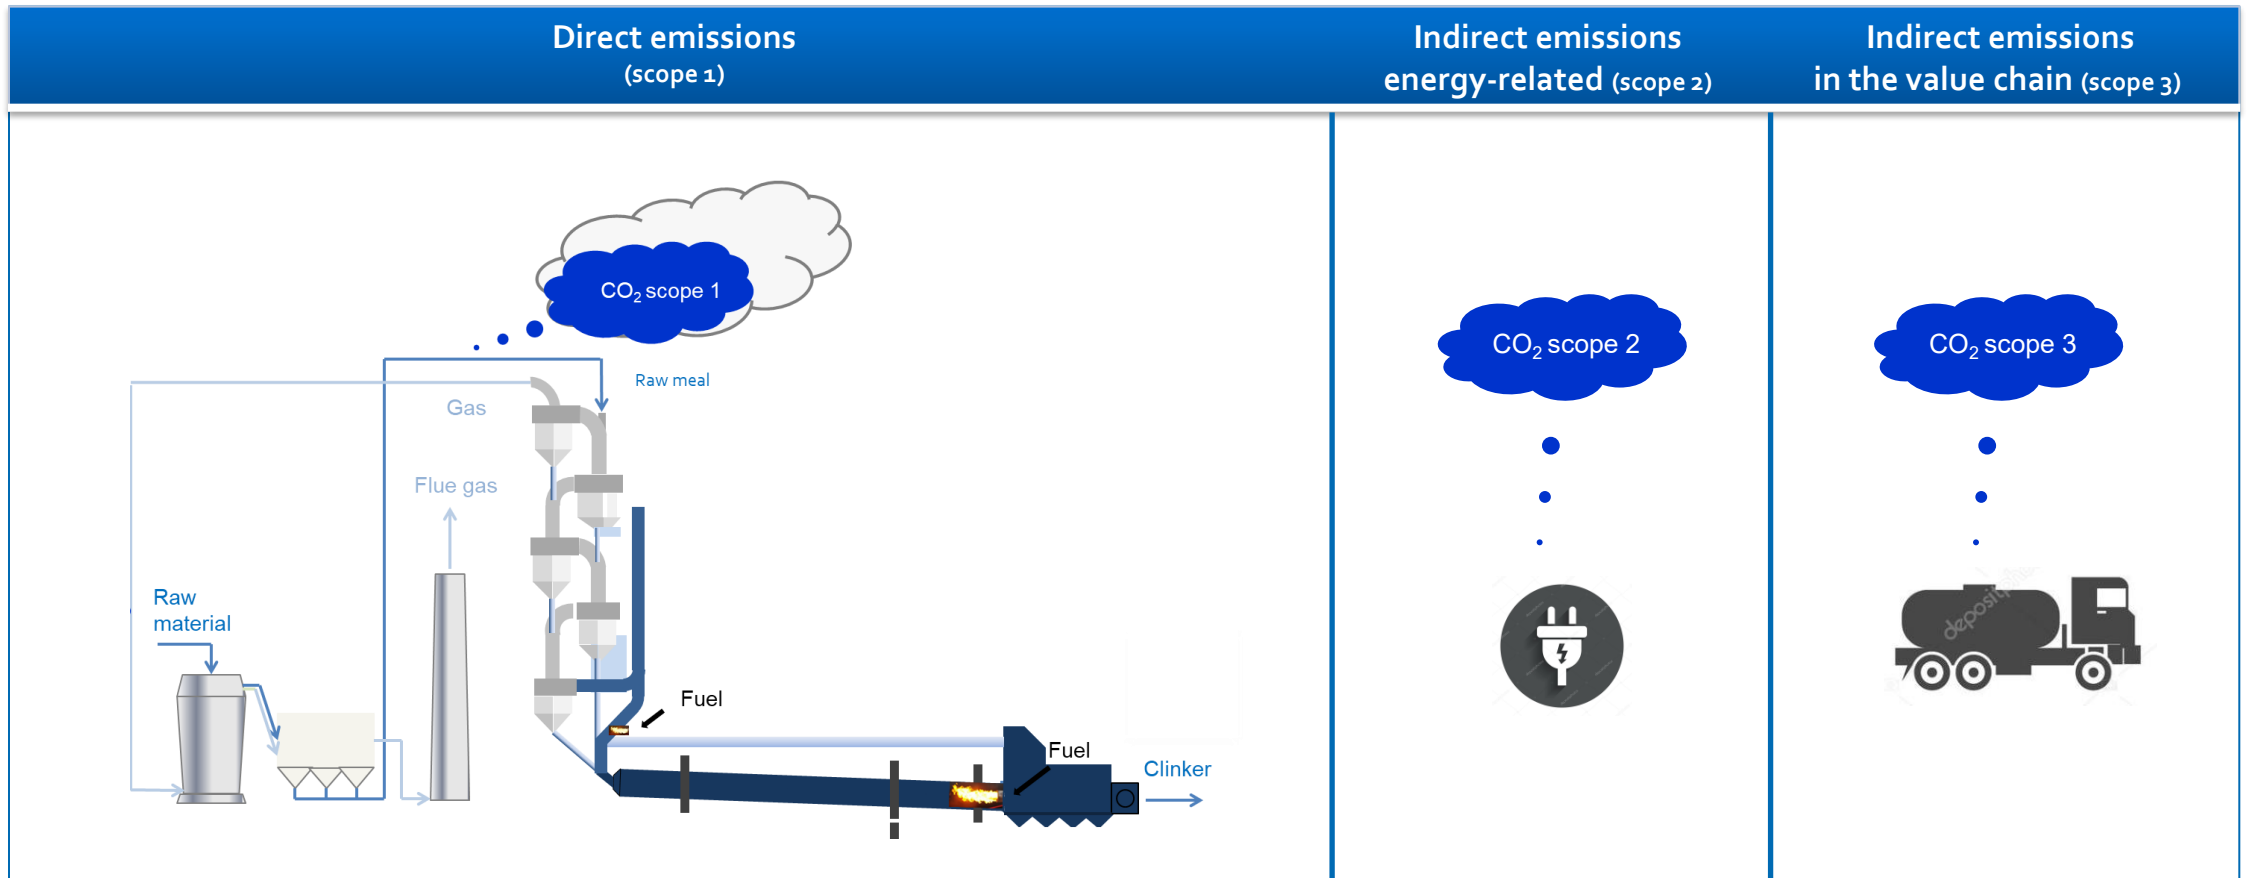 Direct emissions
(scope 1)
Indirect emissions
energy-related (scope 2)
Indirect emissions
in the value chain (scope 3)
CO₂ scope 1
Raw meal
Gas
Flue gas
Raw
material
Fuel
Fuel
Clinker
CO₂ scope 2
CO₂ scope 3